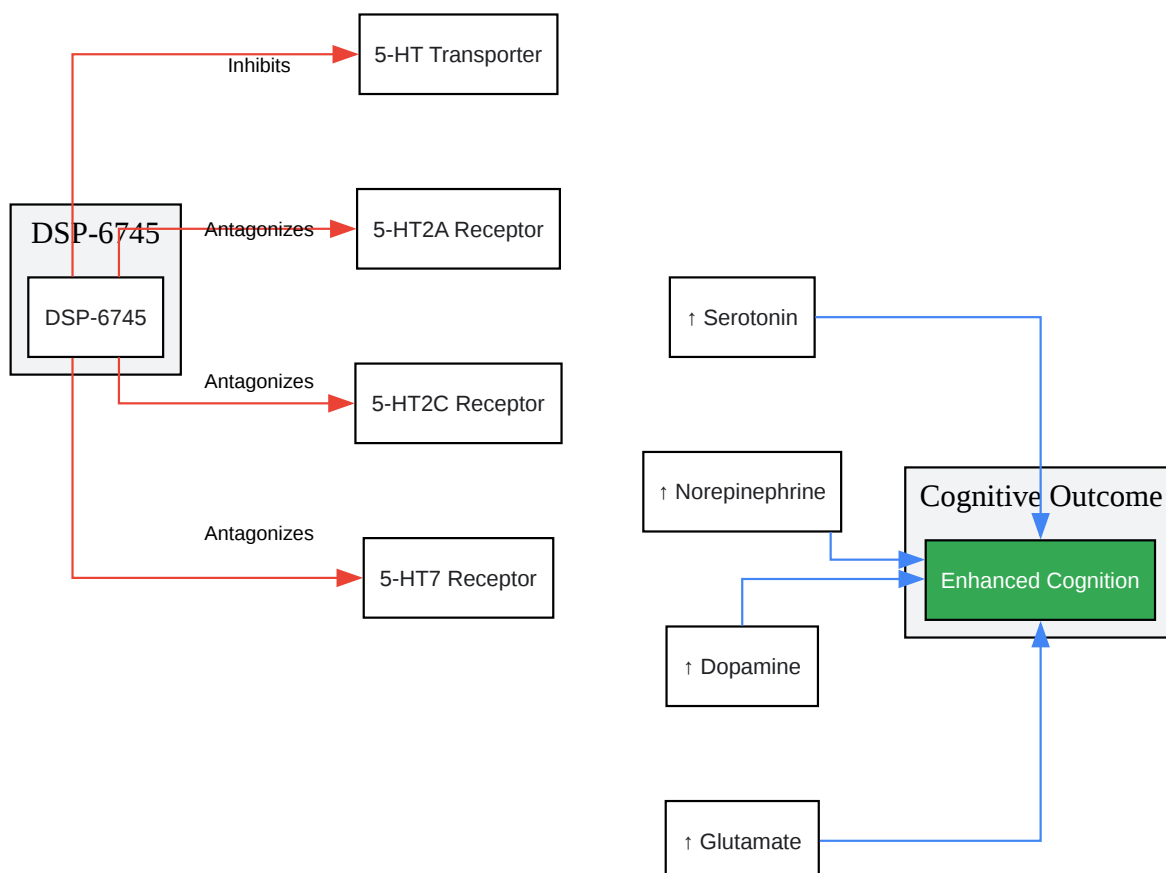 5-HT Transporter
Inhibits
DSP-6745
Antagonizes
5-HT2A Receptor
DSP-6745
Antagonizes
5-HT2C Receptor
Antagonizes
5-HT7 Receptor
↑ Serotonin
↑ Norepinephrine
↑ Dopamine
↑ Glutamate
Cognitive Outcome
Enhanced Cognition